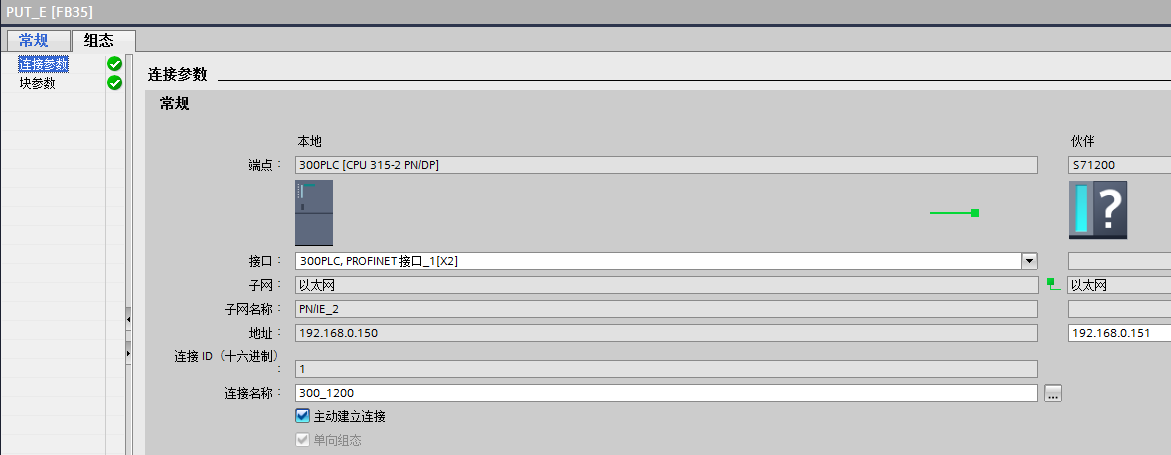 PUT_E [FB35]
常规 组态
连接参数
块参数
连接参数
常规
本地 伙伴
端点： 300PLC [CPU 315-2 PN/DP] S71200
?
接口： 300PLC, PROFINET接口_1[X2]
子网： 以太网 以太网
子网名称： PN/IE_2
地址： 192.168.0.150 192.168.0.151
连接 ID（十六进制）
： 1
连接名称： 300_1200 ...
主动建立连接
单向组态